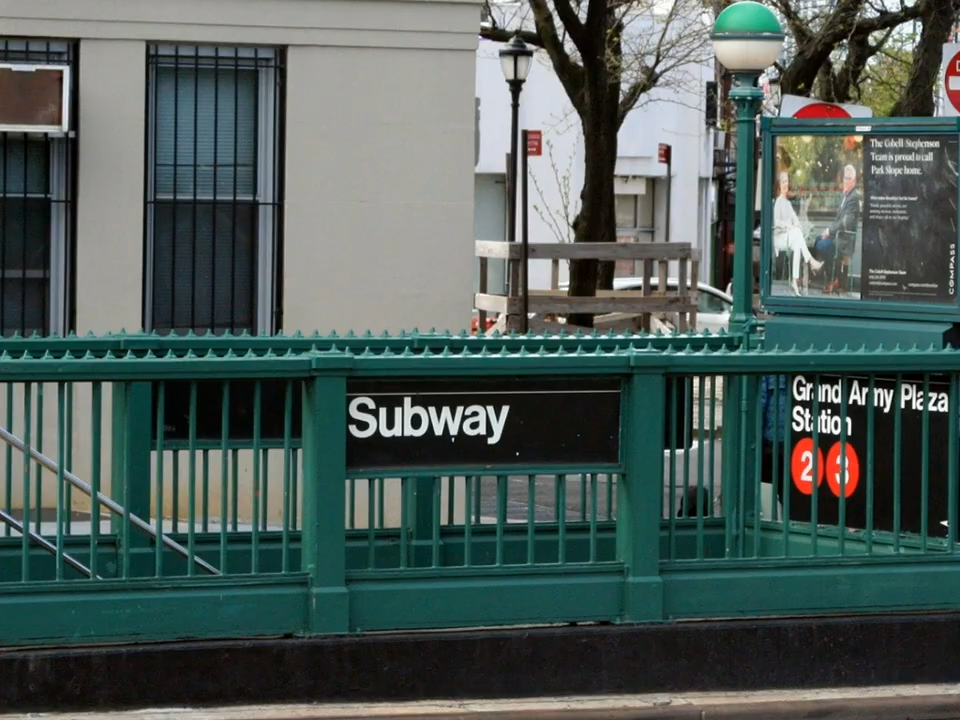 The Cobell-Stephenson
Team is proud to call
Park Slope home.
COMPASS
Subway
Grand Army Plaza
Station
2 3